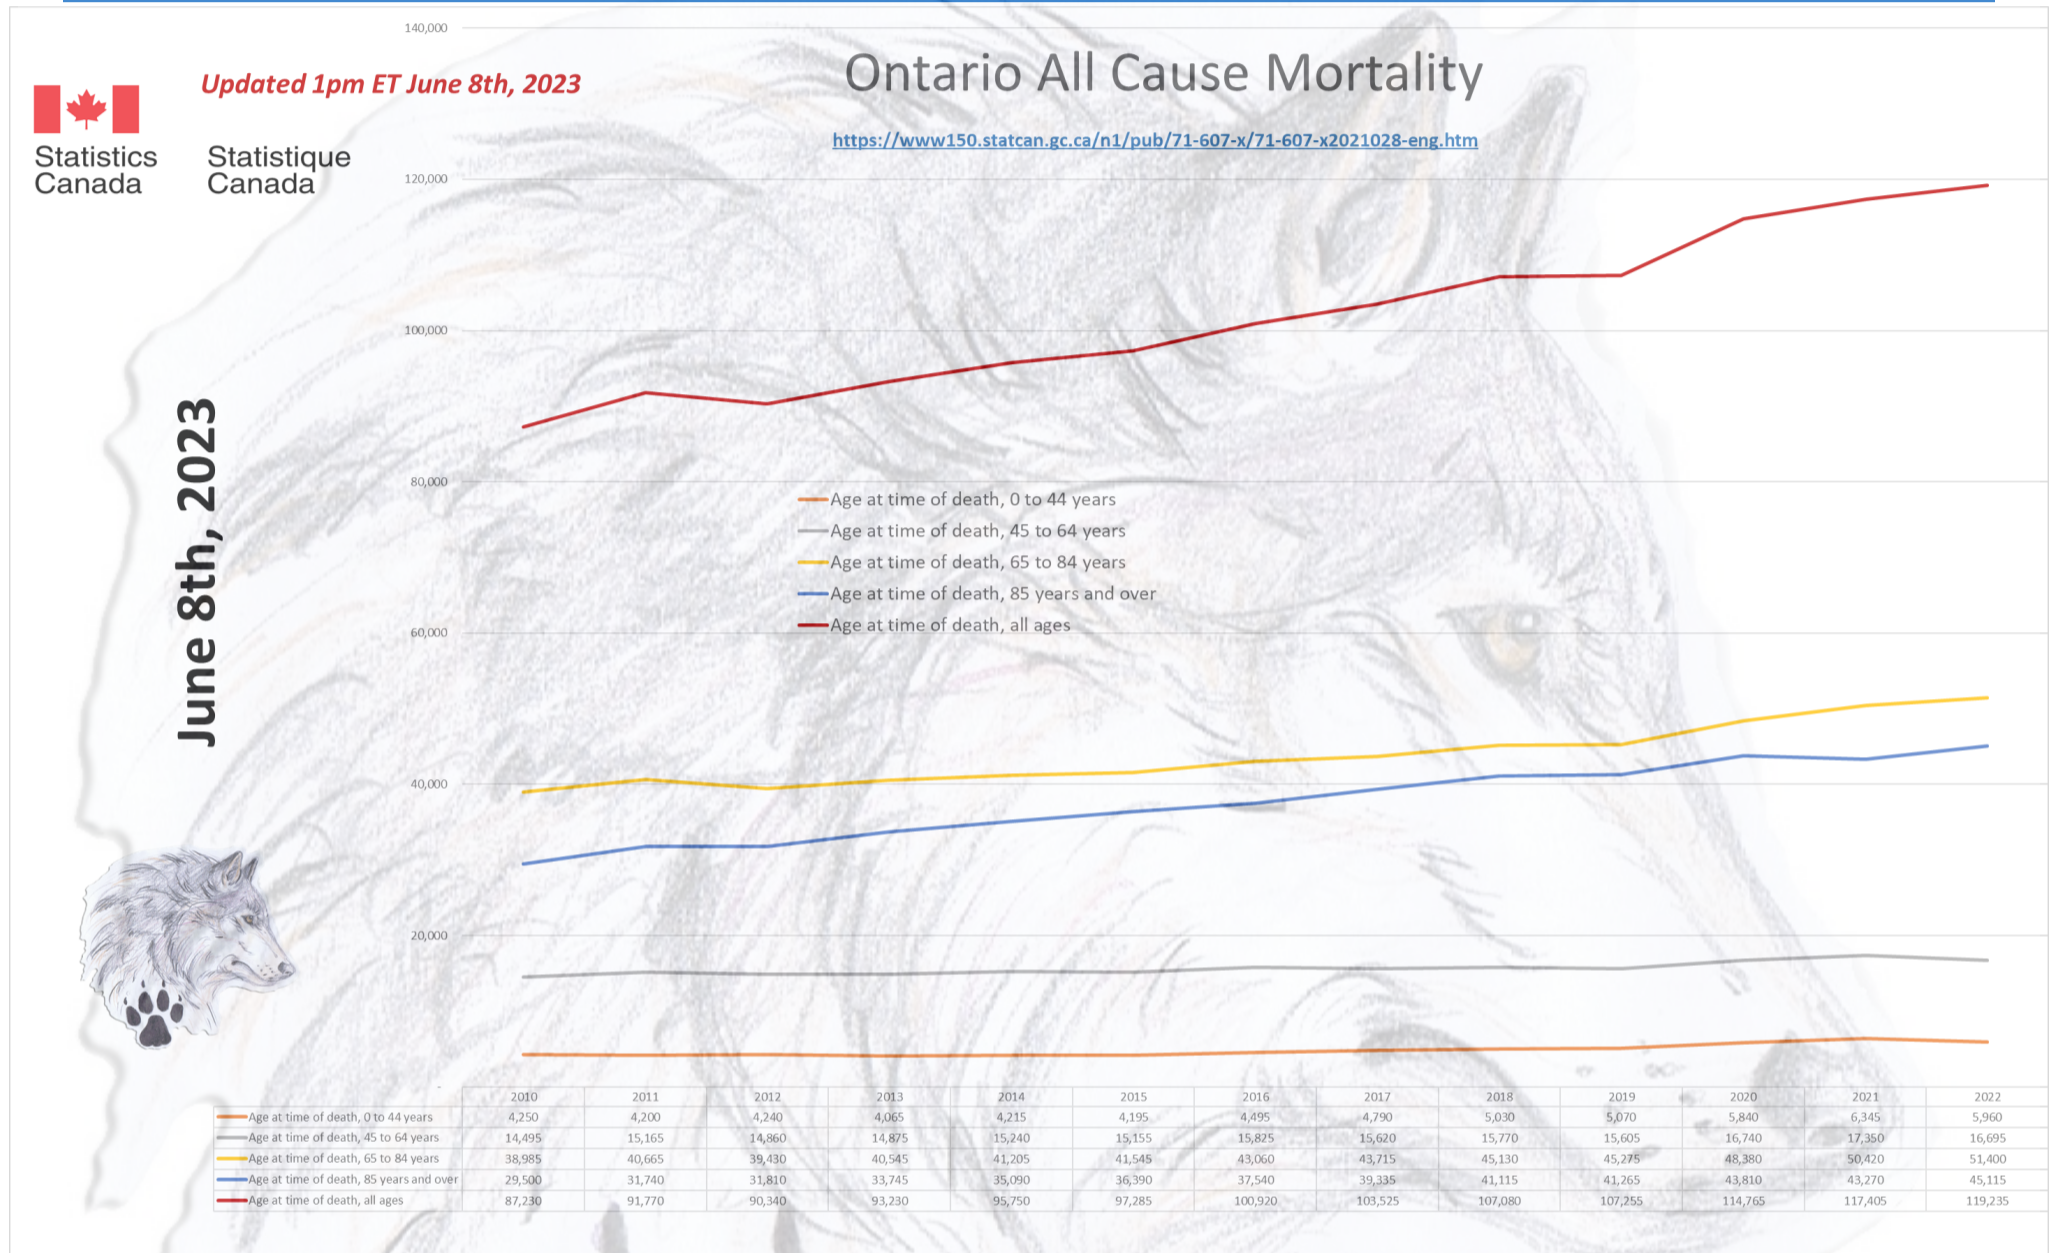 140,000
Ontario All Cause Mortality
Updated 1pm ET June 8th, 2023
https://www150.statcan.gc.ca/n1/pub/71-607-x/71-607-x2021028-eng.htm
Statistics Statistique
Canada Canada
120,000
100,000
June 8th, 2023
80,000
Age at time of death, 0 to 44 years
Age at time of death, 45 to 64 years
Age at time of death, 65 to 84 years
Age at time of death, 85 years and over
Age at time of death, all ages
60,000
40,000
20,000
-
2010 2011 2012 2013 2014 2015 2016 2017 2018 2019 2020 2021 2022
Age at time of death, 0 to 44 years 4,250 4,200 4,240 4,065 4,215 4,195 4,495 4,790 5,030 5,070 5,840 6,345 5,960
Age at time of death, 45 to 64 years 14,495 15,165 14,860 14,875 15,240 15,155 15,825 15,620 15,770 15,605 16,740 17,350 16,695
Age at time of death, 65 to 84 years 38,985 40,665 39,430 40,545 41,205 41,545 43,060 43,715 45,130 45,275 48,380 50,420 51,400
Age at time of death, 85 years and over 29,500 31,740 31,810 33,745 35,090 36,390 37,540 39,335 41,115 41,265 43,810 43,270 45,115
Age at time of death, all ages 87,230 91,770 90,340 93,230 95,750 97,285 100,920 103,525 107,080 107,255 114,765 117,405 119,235